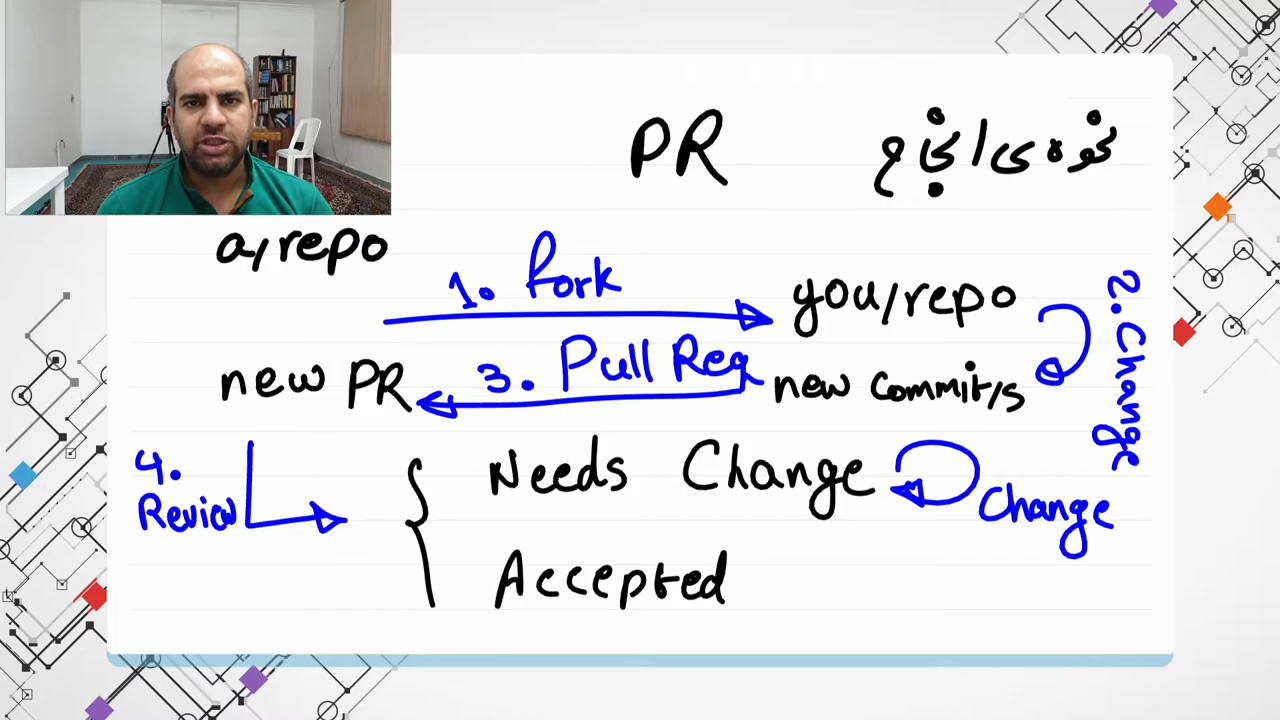 نحوه ی انجام PR
a/repo
1. Fork
you/repo
2. Change
3. Pull Req
new PR
new commit/s
4. Review
Needs Change
Change
Accepted